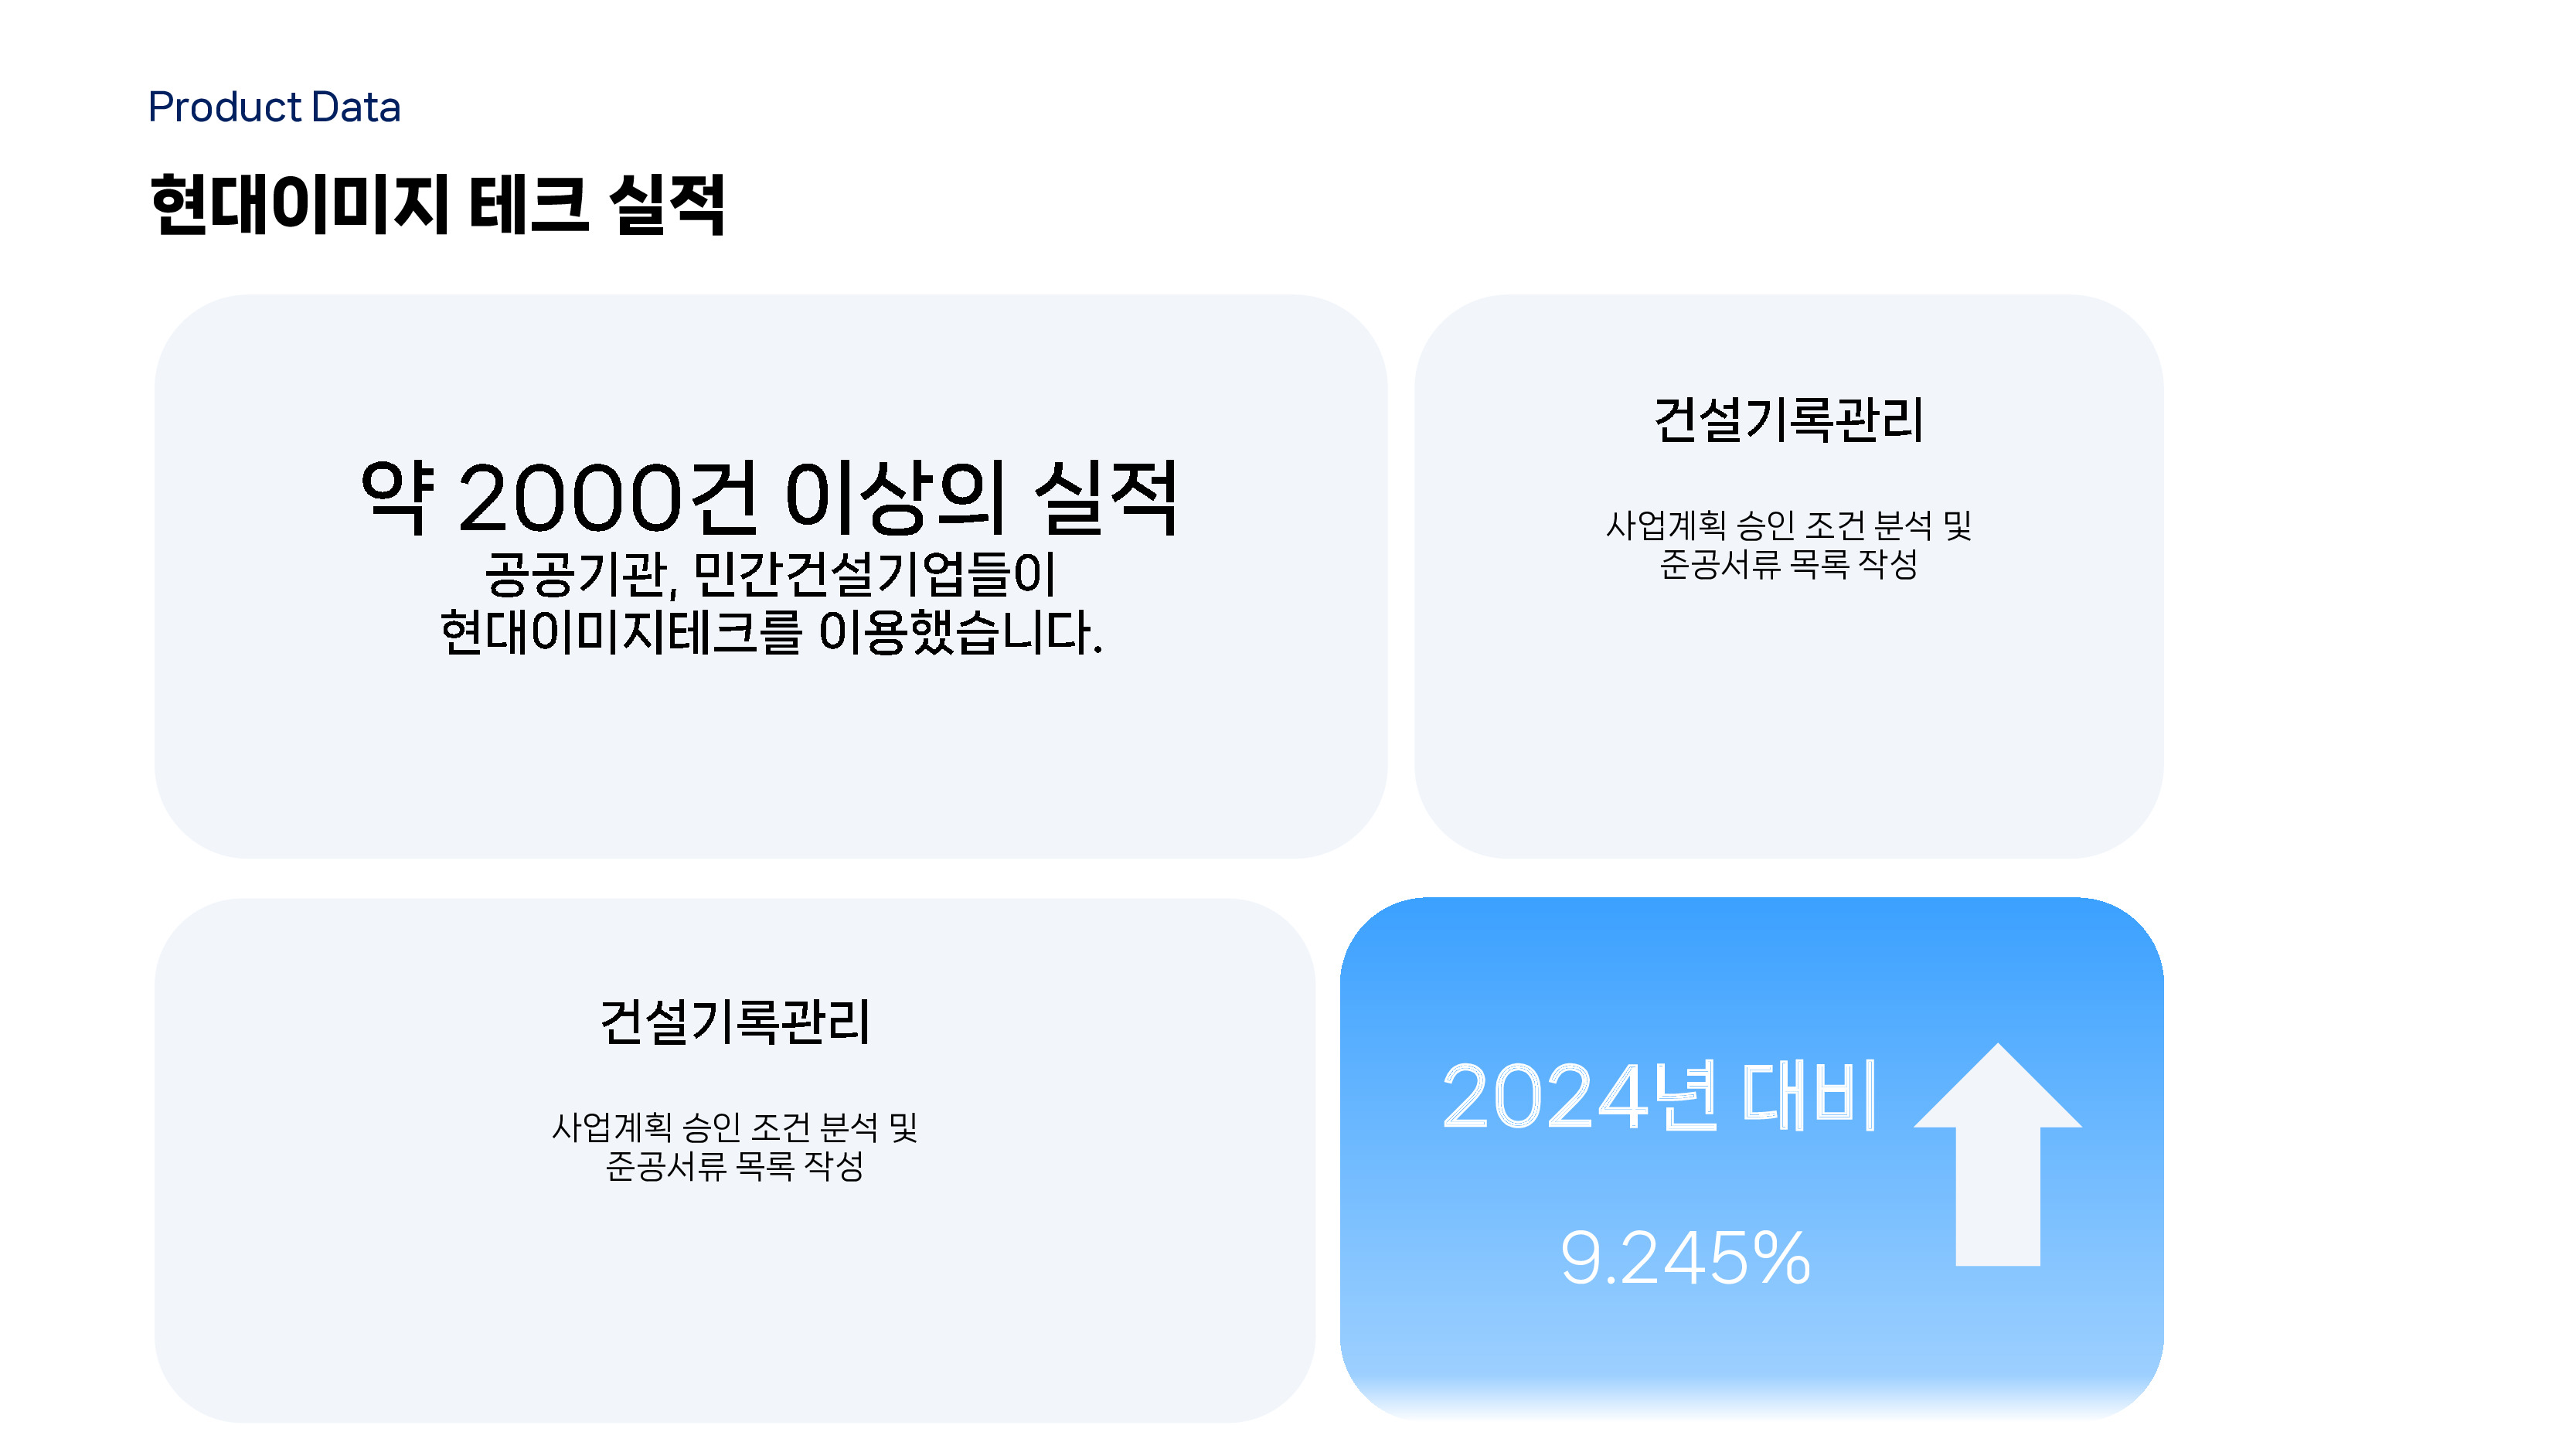 Product Data
현대이미지 테크 실적
약 2000건 이상의 실적
공공기관, 민간건설기업들이
현대이미지테크를 이용했습니다.
건설기록관리
사업계획 승인 조건 분석 및
준공서류 목록 작성
건설기록관리
사업계획 승인 조건 분석 및
준공서류 목록 작성
2024년 대비
9.245%